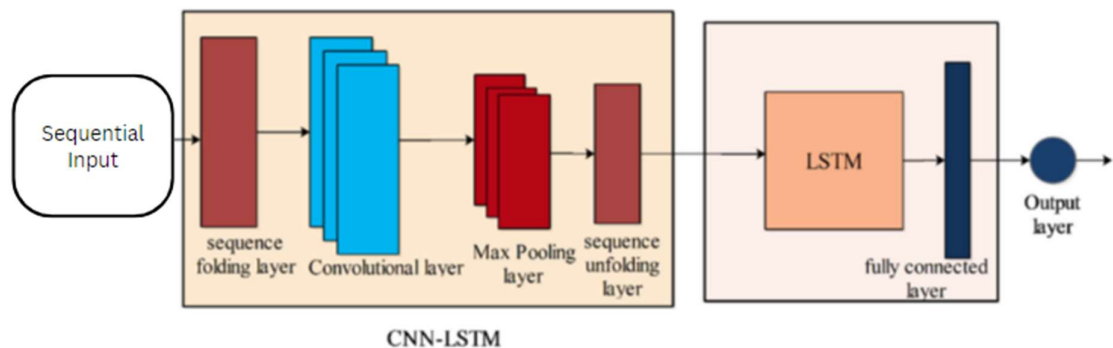 Sequential
Input
sequence
folding layer
Convolutional layer
Max Pooling
layer
sequence
unfolding
layer
LSTM
fully connected
layer
Output
layer
CNN-LSTM